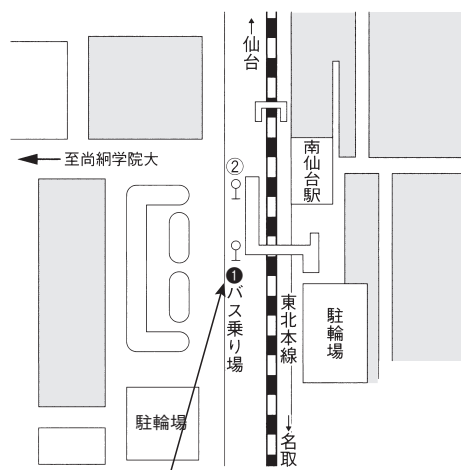 ↑仙台
←至尚絅学院大
②
南仙台駅
❶バス乗り場
東北本線
駐輪場
駐輪場
↓名取